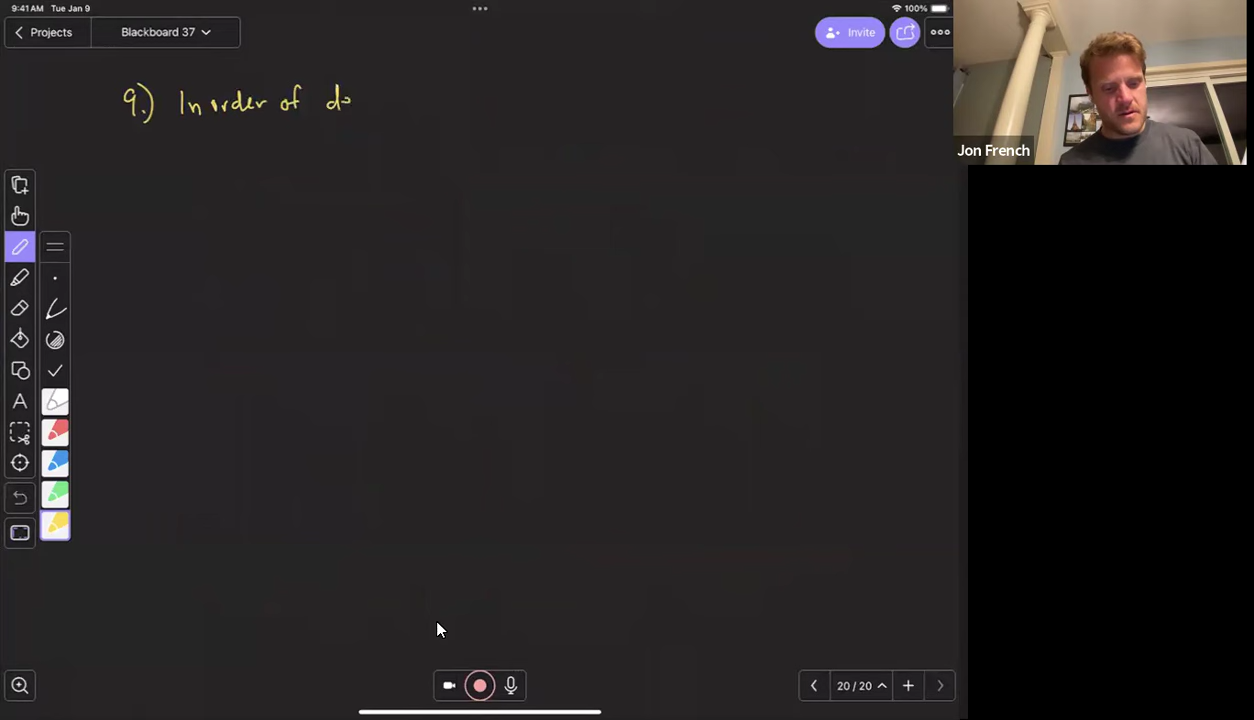 9:41 AM Tue Jan 9
100%
Projects
Blackboard 37
Invite
9.) In order of do
Jon French
A
20 / 20